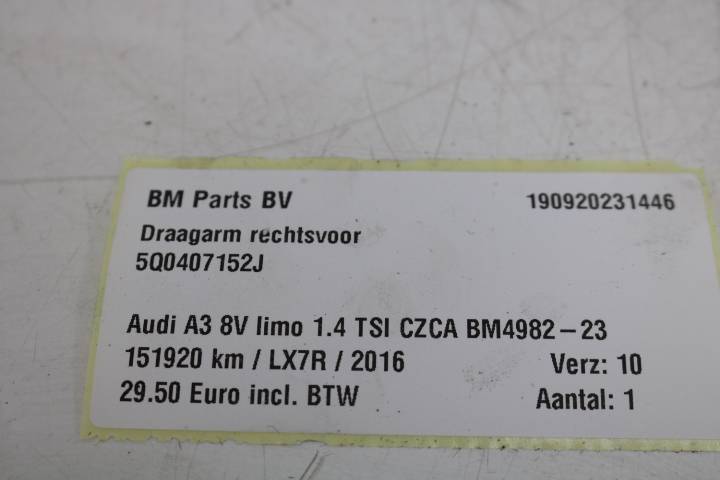 BM Parts BV 190920231446
Draagarm rechtsvoor
5Q0407152J
Audi A3 8V limo 1.4 TSI CZCA BM4982-23
151920 km / LX7R / 2016 Verz: 10
29.50 Euro incl. BTW Aantal: 1